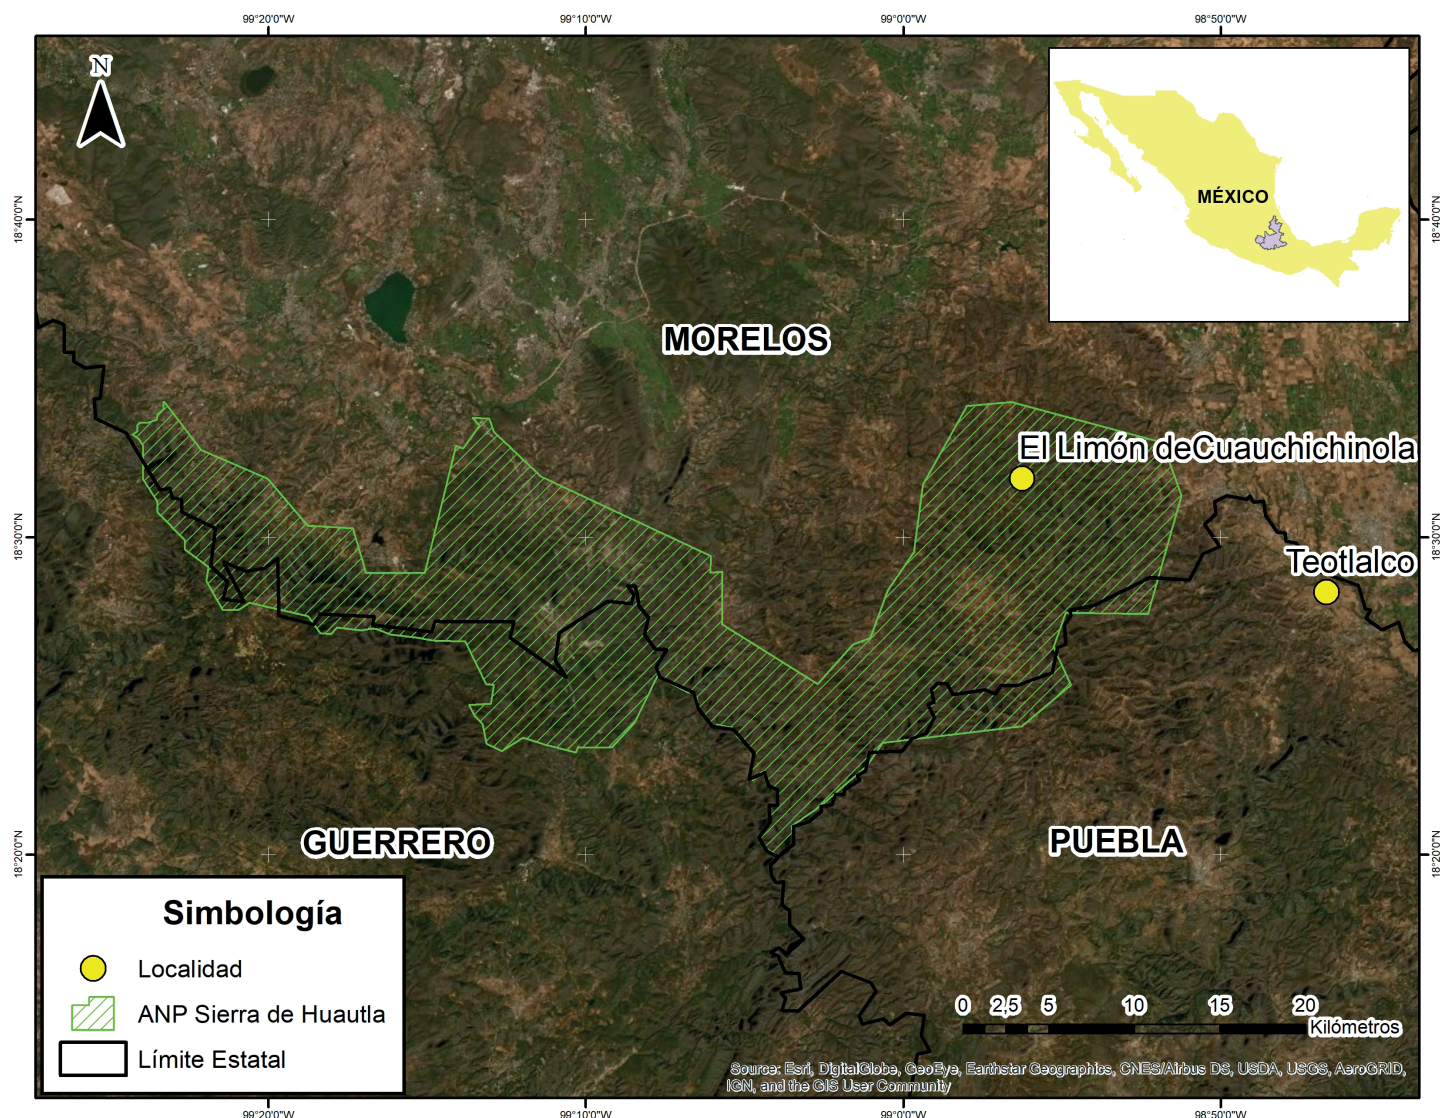 99°20'0"W
99°10'0"W
99°0'0"W
98°50'0"W
N
MÉXICO
18°40'0"N
18°40'0"N
MORELOS
El Limón deCuauchichinola
18°30'0"N
18°30'0"N
Teotlalco
GUERRERO
PUEBLA
18°20'0"N
18°20'0"N
Simbología
Localidad
ANP Sierra de Huautla
Límite Estatal
0 2,5 5 10 15 20
Kilómetros
Source: Esri, DigitalGlobe, GeoEye, Earthstar Geographics, CNES/Airbus DS, USDA, USGS, AeroGRID,
IGN, and the GIS User Community
99°20'0"W
99°10'0"W
99°0'0"W
98°50'0"W